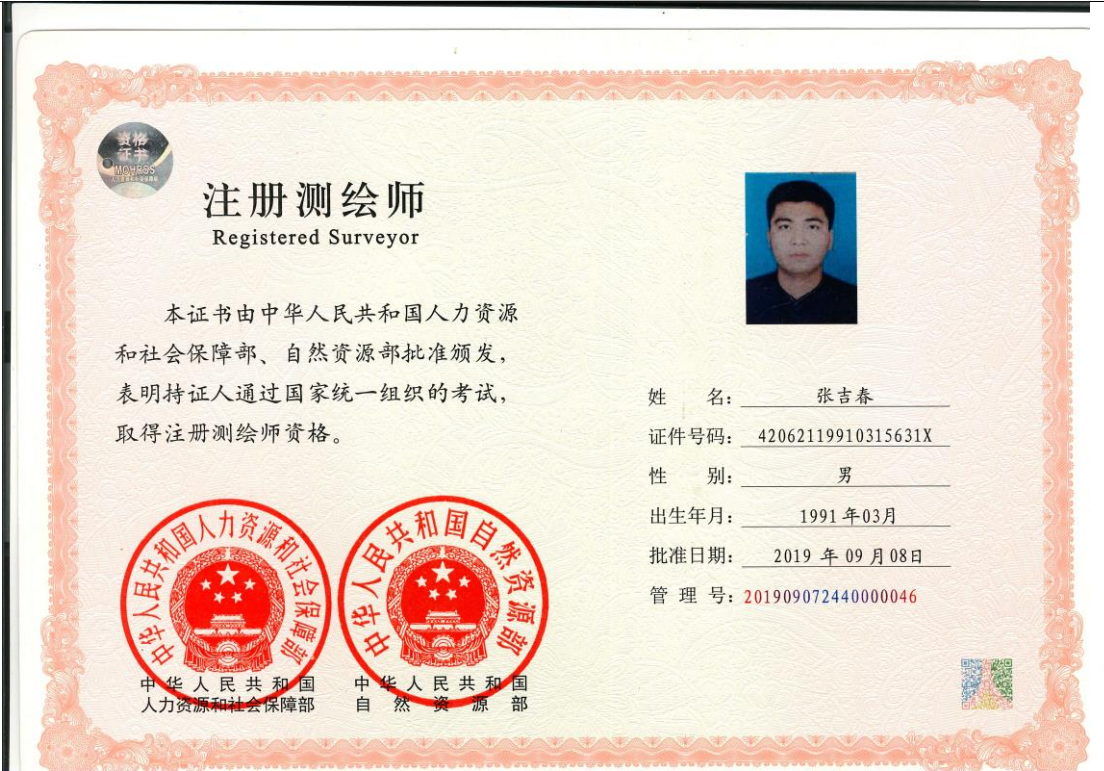 资格
证书
MOHRSS
注册测绘师
Registered Surveyor
本证书由中华人民共和国人力资源
和社会保障部、自然资源部批准颁发，
表明持证人通过国家统一组织的考试，
取得注册测绘师资格。
中华人民共和国人力资源和社会保障部
中华人民共和国自然资源部
中华人民共和国
人力资源和社会保障部
中华人民共和国
自然资源部
姓 名：张吉春
证件号码：42062119910315631X
性 别：男
出生年月：1991年03月
批准日期：2019 年 09 月 08日
管 理 号：201909072440000046